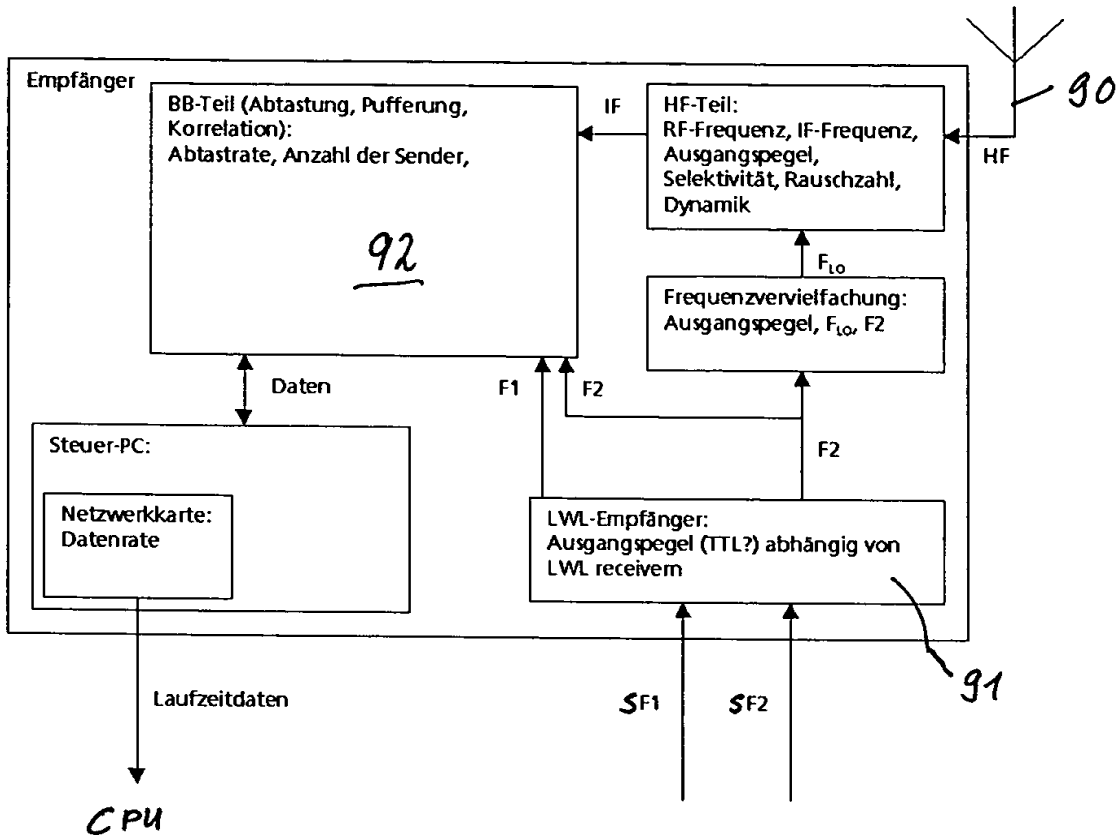 Empfänger
BB-Teil (Abtastung, Pufferung,
Korrelation):
Abtastrate, Anzahl der Sender,
92
IF
HF-Teil:
RF-Frequenz, IF-Frequenz,
Ausgangspegel,
Selektivität, Rauschzahl,
Dynamik
HF
90
F_LO
Frequenzvervielfachung:
Ausgangspegel, F_LO, F2
Daten
F1
F2
F2
Steuer-PC:
Netzwerkkarte:
Datenrate
LWL-Empfänger:
Ausgangspegel (TTL?) abhängig von
LWL receivern
91
Laufzeitdaten
SF1
SF2
CPU